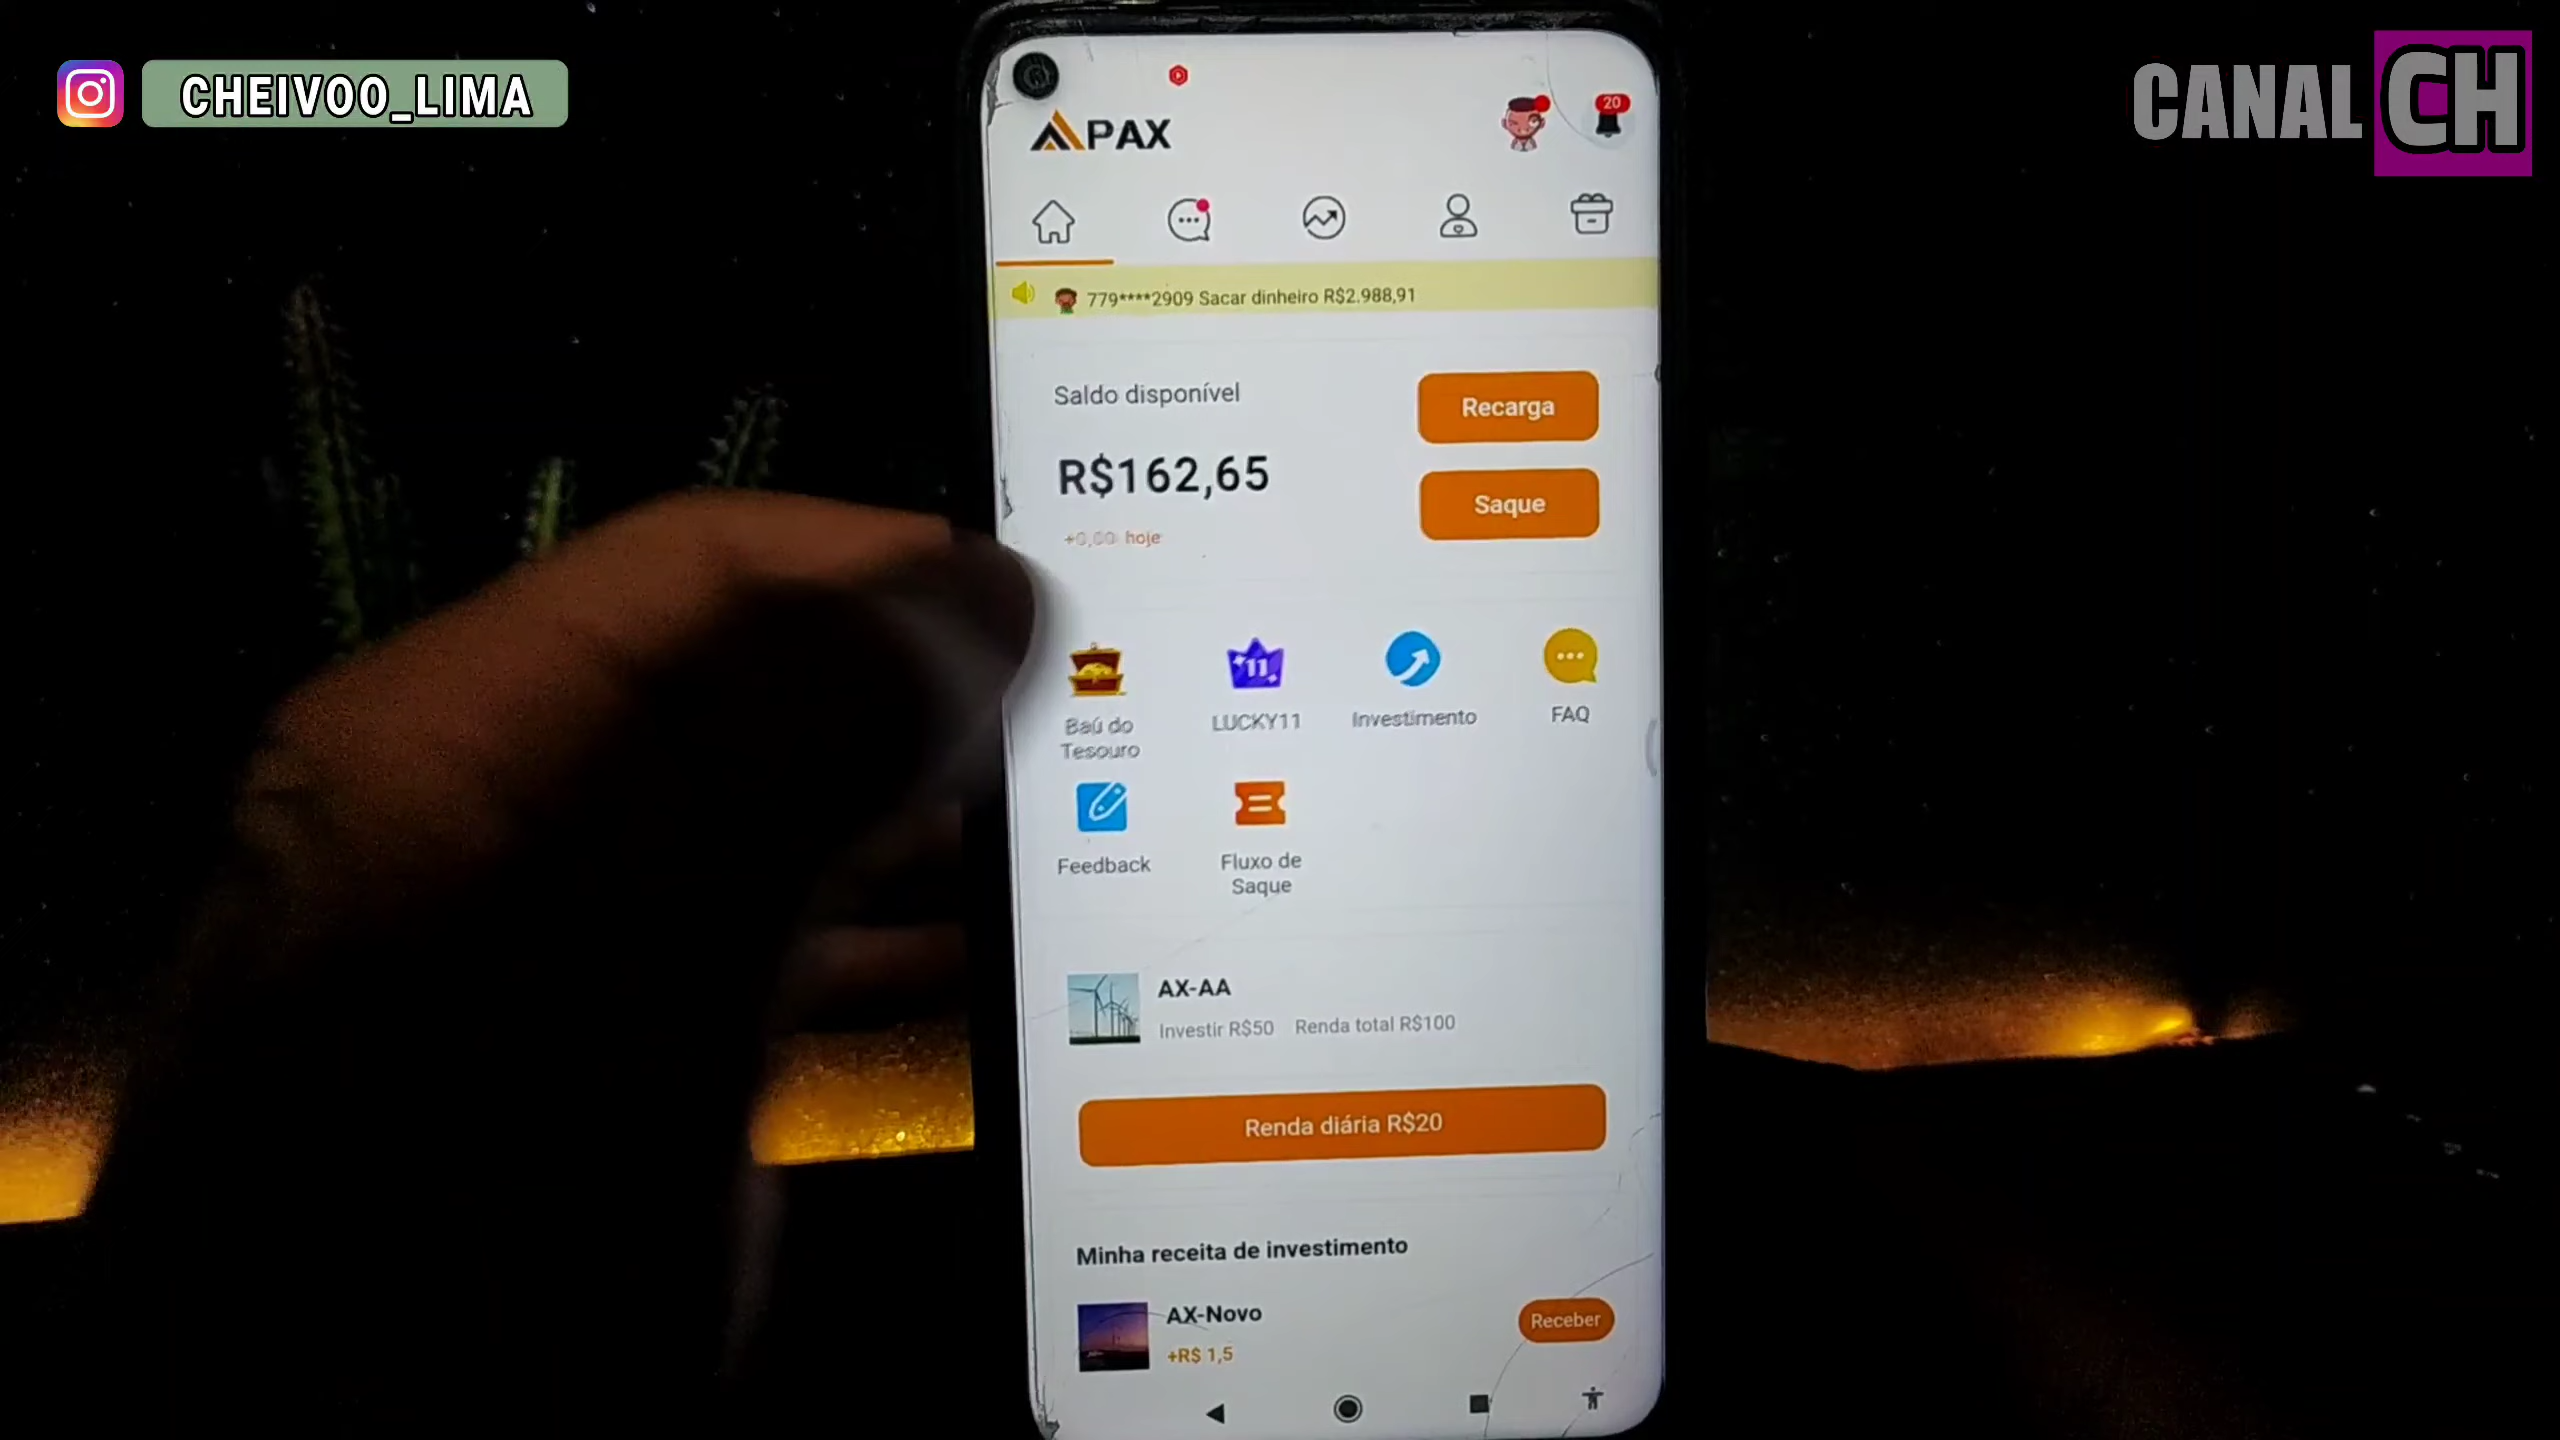 CHEIVOO_LIMA
CANAL CH
PAX
20
779****2909 Sacar dinheiro R$2.988,91
Saldo disponível
Recarga
R$162,65
Saque
+0,00 hoje
Baú do
Tesouro
11
LUCKY11
Investimento
FAQ
Feedback
Fluxo de
Saque
AX-AA
Investir R$50 Renda total R$100
Renda diária R$20
Minha receita de investimento
AX-Novo
Receber
+R$ 1,5